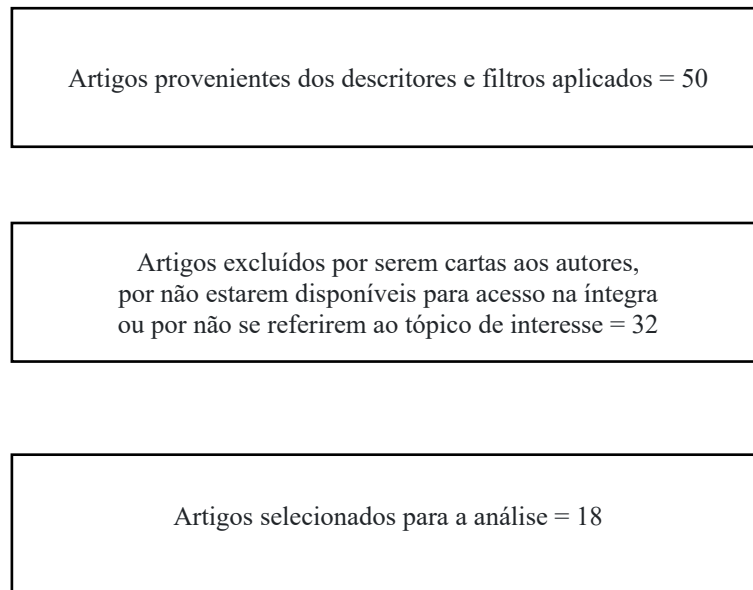 Artigos provenientes dos descritores e filtros aplicados = 50
Artigos excluídos por serem cartas aos autores,
por não estarem disponíveis para acesso na íntegra
ou por não se referirem ao tópico de interesse = 32
Artigos selecionados para a análise = 18